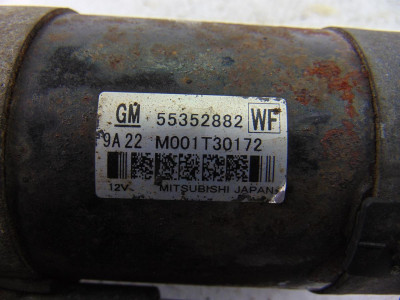 GM 55352882 WF
9A 22 M001T30172
12V MITSUBISHI JAPAN